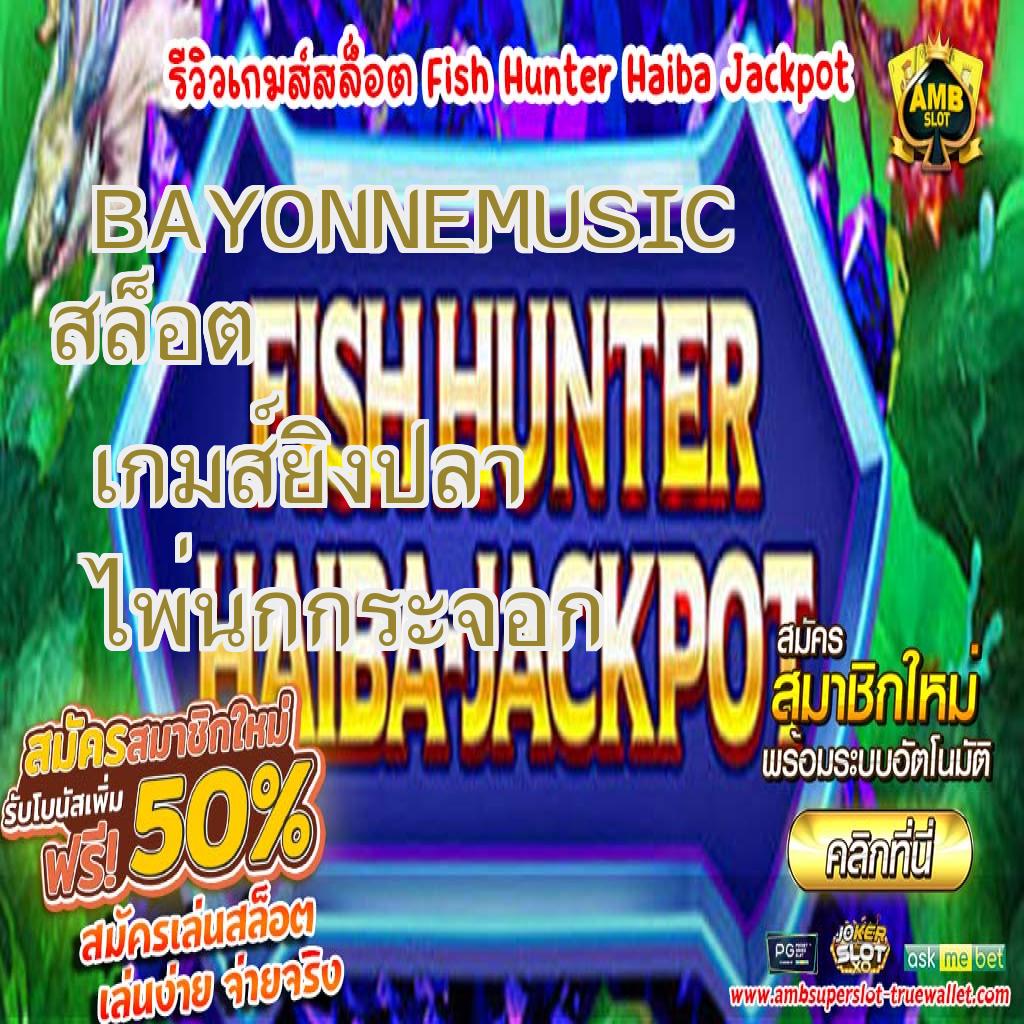 รีวิวเกมส์สล็อต Fish Hunter Haiba Jackpot
AMB
SLOT
BAYONNEMUSIC
สล็อต
FISH HUNTER
เกมส์ยิงปลา
ไพ่นกกระจอก
HAIBA JACKPOT
สมัคร
สมาชิกใหม่
พร้อมระบบอัตโนมัติ
คลิกที่นี่
สมัครสมาชิกใหม่
รับโบนัสเพิ่ม
ฟรี! 50%
สมัครเล่นสล็อต
เล่นง่าย จ่ายจริง
PG
JOKER
SLOT
XO
ask me bet
www.ambsuperslot-truewallet.com